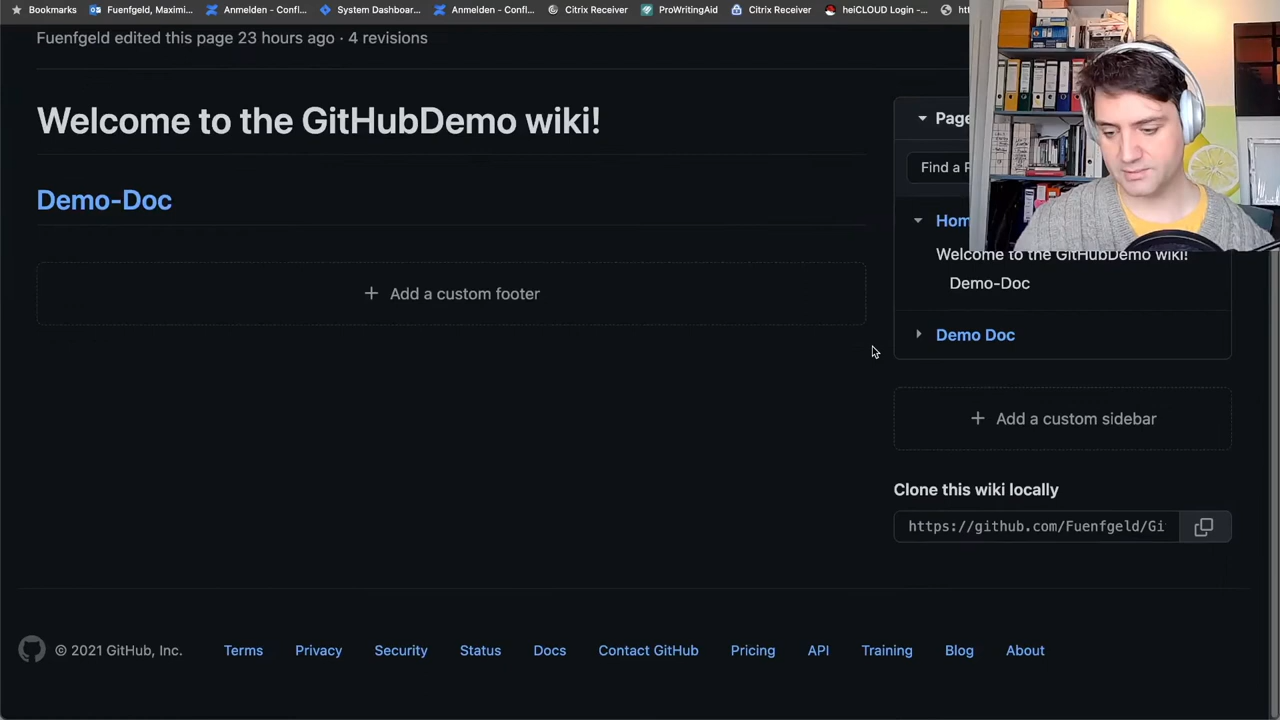 Bookmarks Fuenfgeld, Maximi... Anmelden - Confl... System Dashboar... Anmelden - Confl... Citrix Receiver ProWritingAid Citrix Receiver heiCLOUD Login -...
Fuenfgeld edited this page 23 hours ago · 4 revisions
Welcome to the GitHubDemo wiki!
Demo-Doc
+ Add a custom footer
Page
Find a P
Hom
Welcome to the GitHubDemo wiki!
Demo-Doc
Demo Doc
+ Add a custom sidebar
Clone this wiki locally
https://github.com/Fuenfgeld/Gi
© 2021 GitHub, Inc. Terms Privacy Security Status Docs Contact GitHub Pricing API Training Blog About